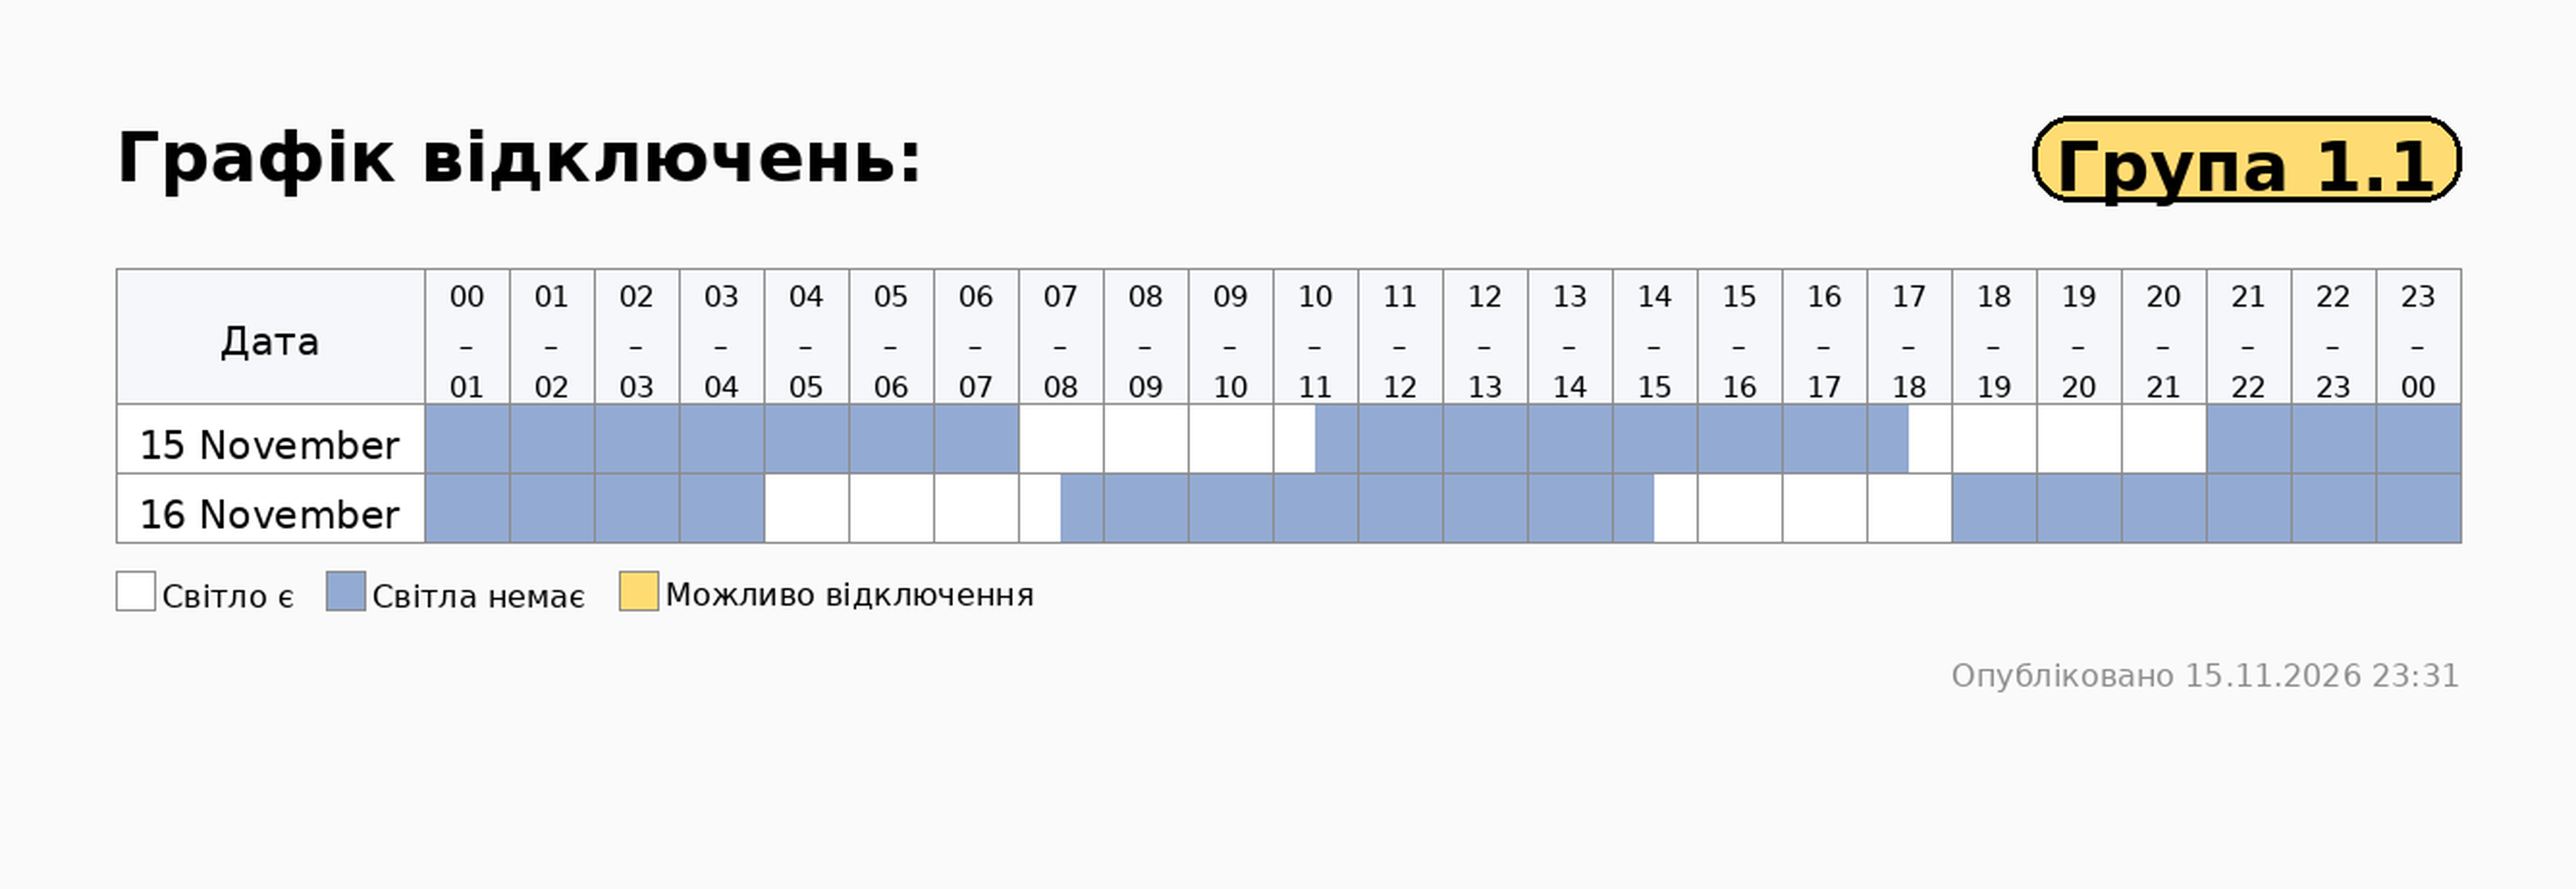 Графік відключень:
Група 1.1
Дата
00 – 01
01 – 02
02 – 03
03 – 04
04 – 05
05 – 06
06 – 07
07 – 08
08 – 09
09 – 10
10 – 11
11 – 12
12 – 13
13 – 14
14 – 15
15 – 16
16 – 17
17 – 18
18 – 19
19 – 20
20 – 21
21 – 22
22 – 23
23 – 00
15 November
16 November
Світло є
Світла немає
Можливо відключення
Опубліковано 15.11.2026 23:31